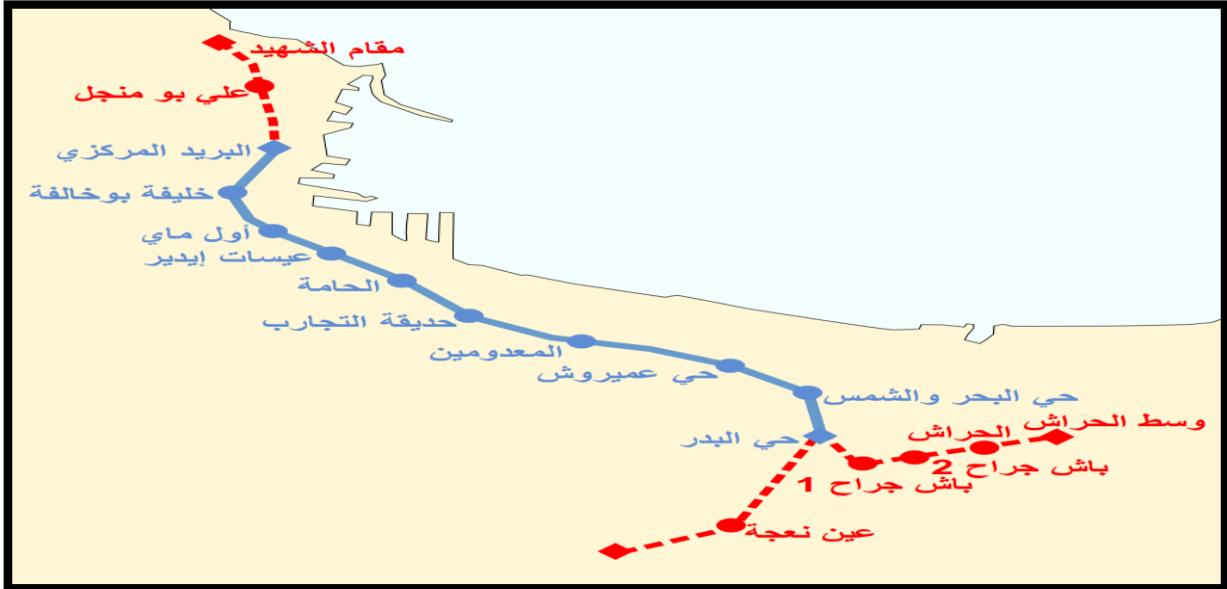 مقام الشهيد
علي بو منجل
البريد المركزي
خليفة بوخالفة
أول ماي
عيسات إيدير
الحامة
حديقة التجارب
المعدومين
حي عميروش
حي البحر والشمس
حي البدر
وسط الحراش
الحراش
باش جراح 2
باش جراح 1
عين نعجة